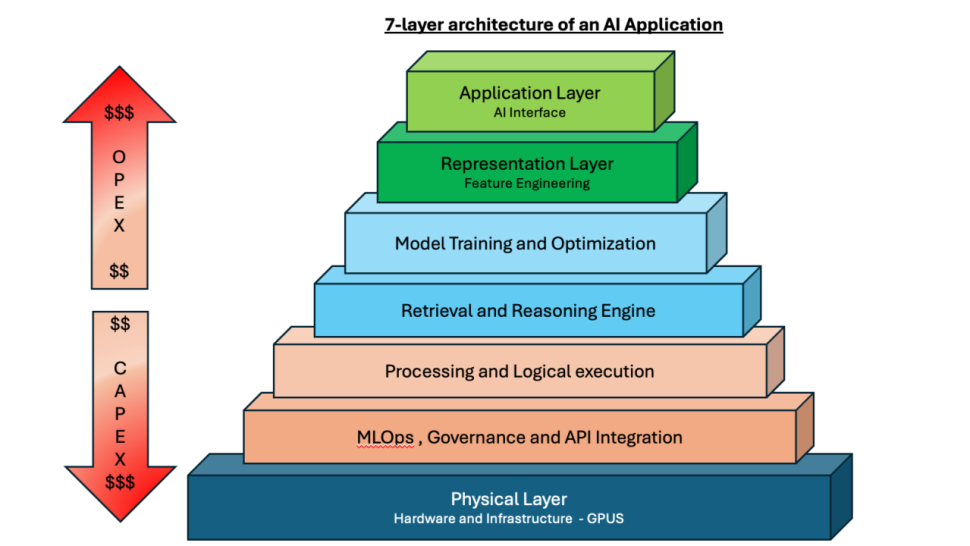 7-layer architecture of an AI Application
$$$
O
P
E
X
$$
$$
C
A
P
E
X
$$$
Application Layer
AI Interface
Representation Layer
Feature Engineering
Model Training and Optimization
Retrieval and Reasoning Engine
Processing and Logical execution
MLOps , Governance and API Integration
Physical Layer
Hardware and Infrastructure - GPUS